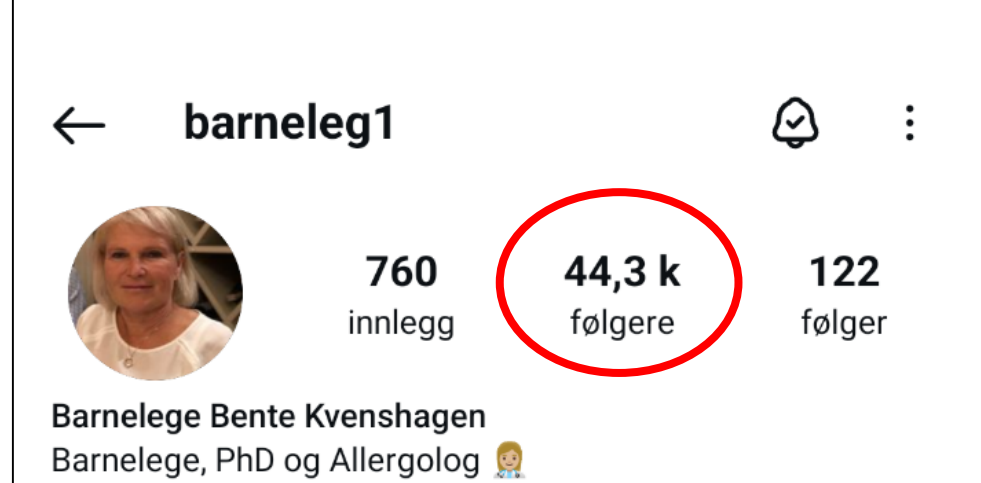 barneleg1
760 44,3 k 122
innlegg følgere følger
Barnelege Bente Kvenshagen
Barnelege, PhD og Allergolog 👩🏼‍⚕️